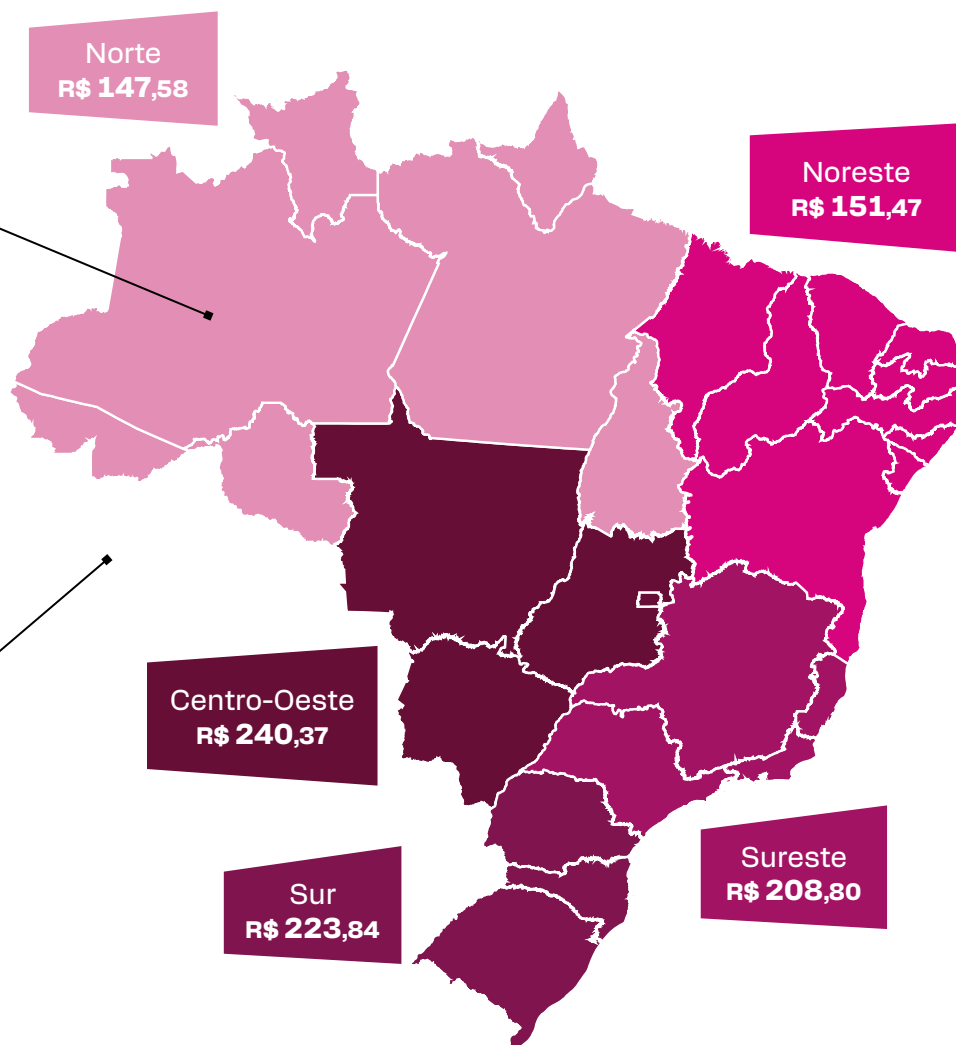 Norte
R$ 147,58
Noreste
R$ 151,47
Centro-Oeste
R$ 240,37
Sureste
R$ 208,80
Sur
R$ 223,84